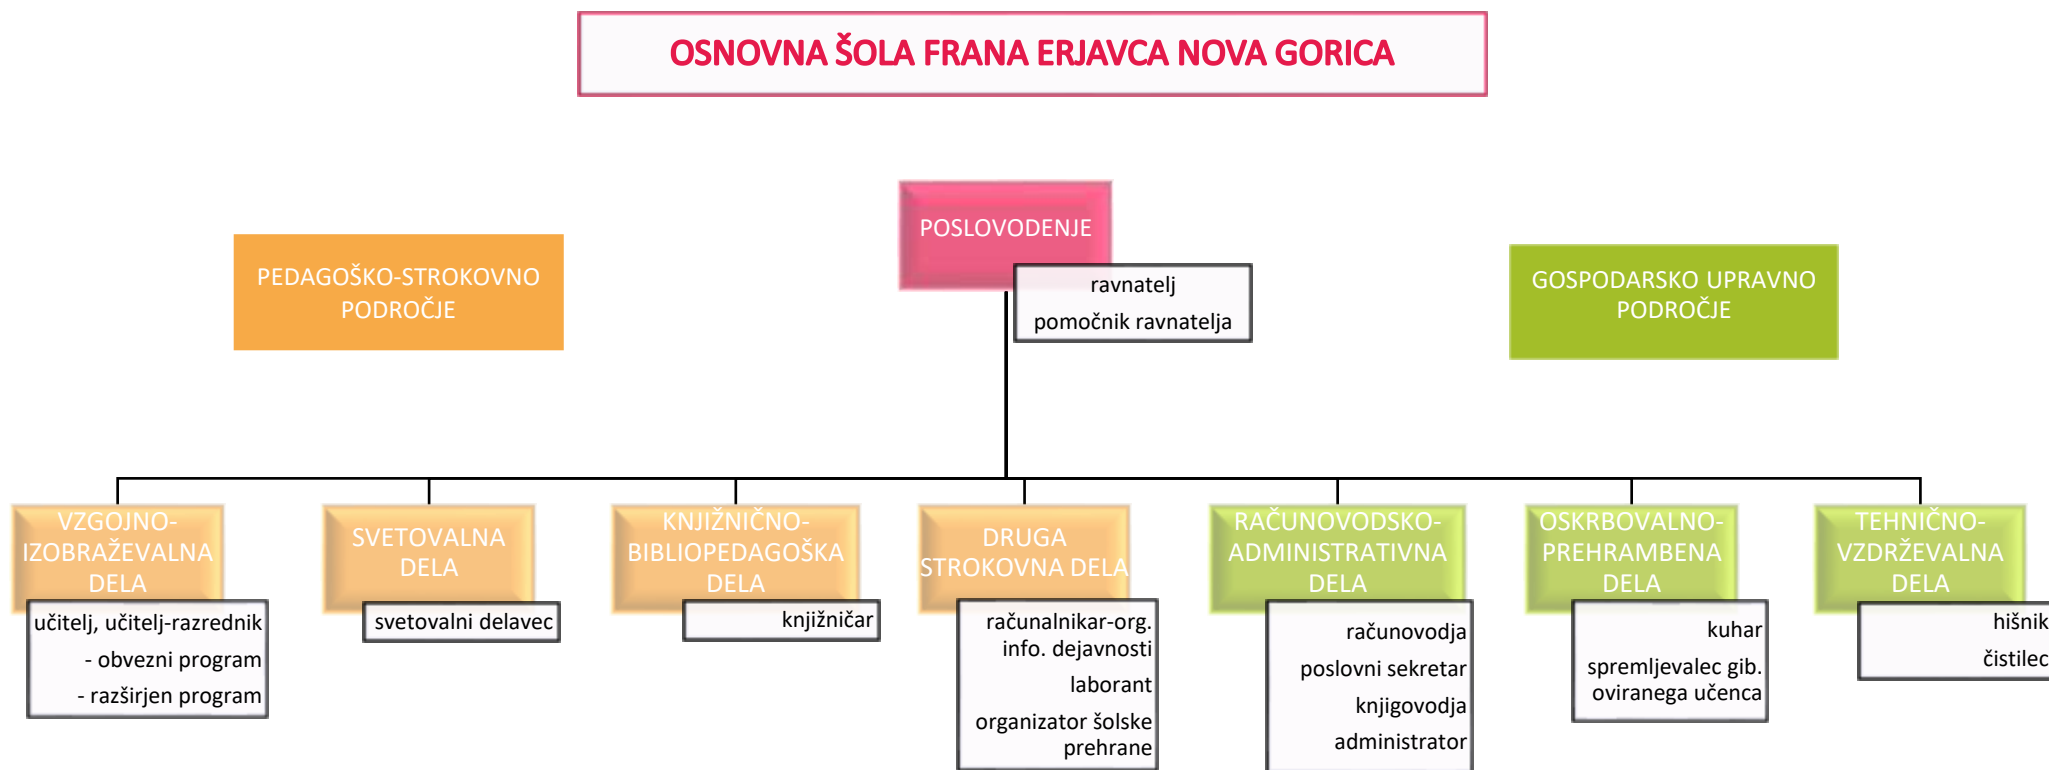 OSNOVNA ŠOLA FRANA ERJAVCA NOVA GORICA
POSLOVODENJE
ravnatelj
pomočnik ravnatelja
PEDAGOŠKO-STROKOVNO
PODROČJE
GOSPODARSKO UPRAVNO
PODROČJE
VZGOJNO-
IZOBRAŽEVALNA
DELA
učitelj, učitelj-razrednik
- obvezni program
- razširjen program
SVETOVALNA
DELA
svetovalni delavec
KNJIŽNIČNO-
BIBLIOPEDAGOŠKA
DELA
knjižničar
DRUGA
STROKOVNA DELA
računalnikar-org.
info. dejavnosti
laborant
organizator šolske
prehrane
RAČUNOVODSKO-
ADMINISTRATIVNA
DELA
računovodja
poslovni sekretar
knjigovodja
administrator
OSKRBOVALNO-
PREHRAMBENA
DELA
kuhar
spremljevalec gib.
oviranega učenca
TEHNIČNO-
VZDRŽEVALNA
DELA
hišnik
čistilec